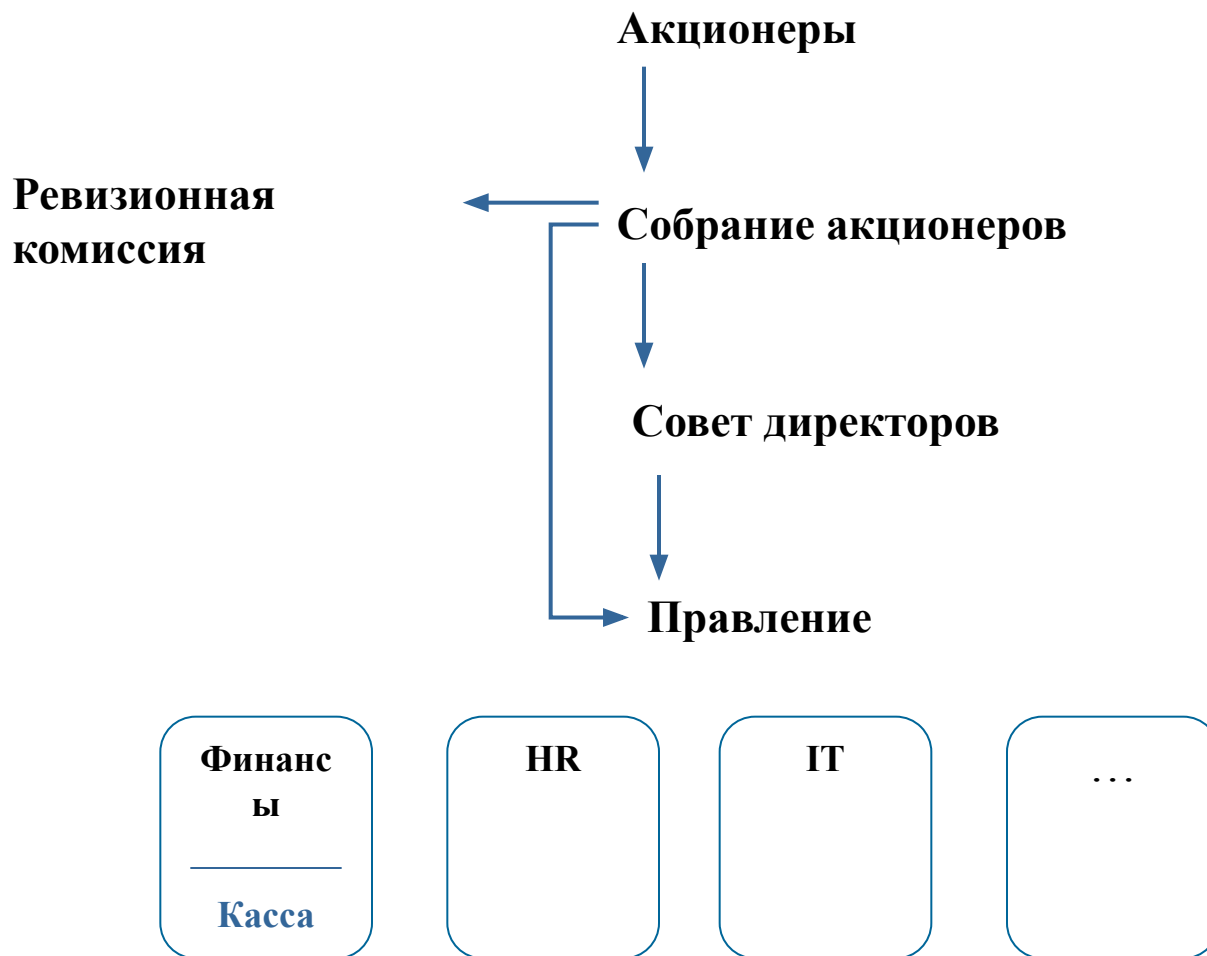 Акционеры
Ревизионная
комиссия
Собрание акционеров
Совет директоров
Правление
Финанс
ы
Касса
HR
IT
...